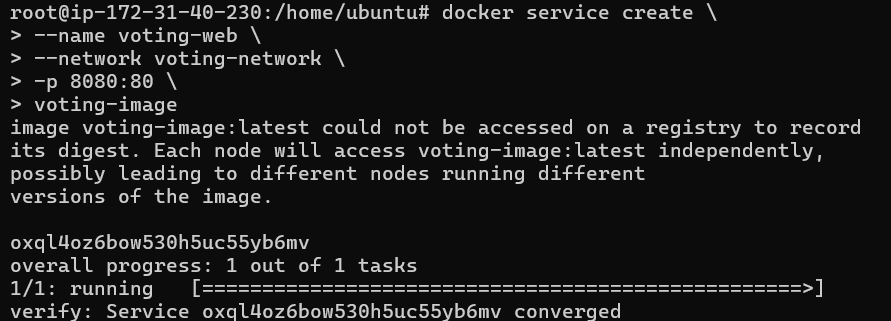 root@ip-172-31-40-230:/home/ubuntu# docker service create \
> --name voting-web \
> --network voting-network \
> -p 8080:80 \
> voting-image
image voting-image:latest could not be accessed on a registry to record
its digest. Each node will access voting-image:latest independently,
possibly leading to different nodes running different
versions of the image.

oxql4oz6bow530h5uc55yb6mv
overall progress: 1 out of 1 tasks
1/1: running   [==================================================>]
verify: Service oxql4oz6bow530h5uc55yb6mv converged